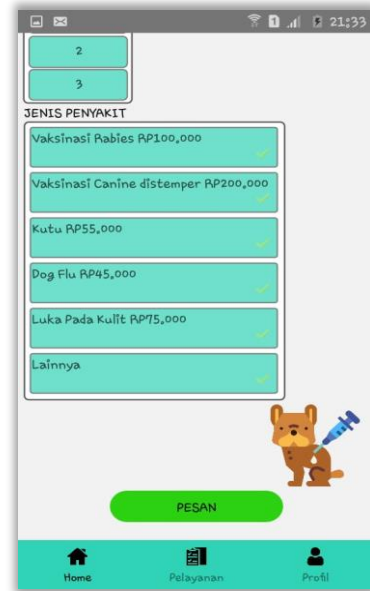 1 21:33
2
3
JENIS PENYAKIT
Vaksinasi Rabies RP100,000
Vaksinasi Canine distemper RP200,000
Kutu RP55,000
Dog Flu RP45,000
Luka Pada Kulit RP75,000
Lainnya
PESAN
Home Pelayanan Profil